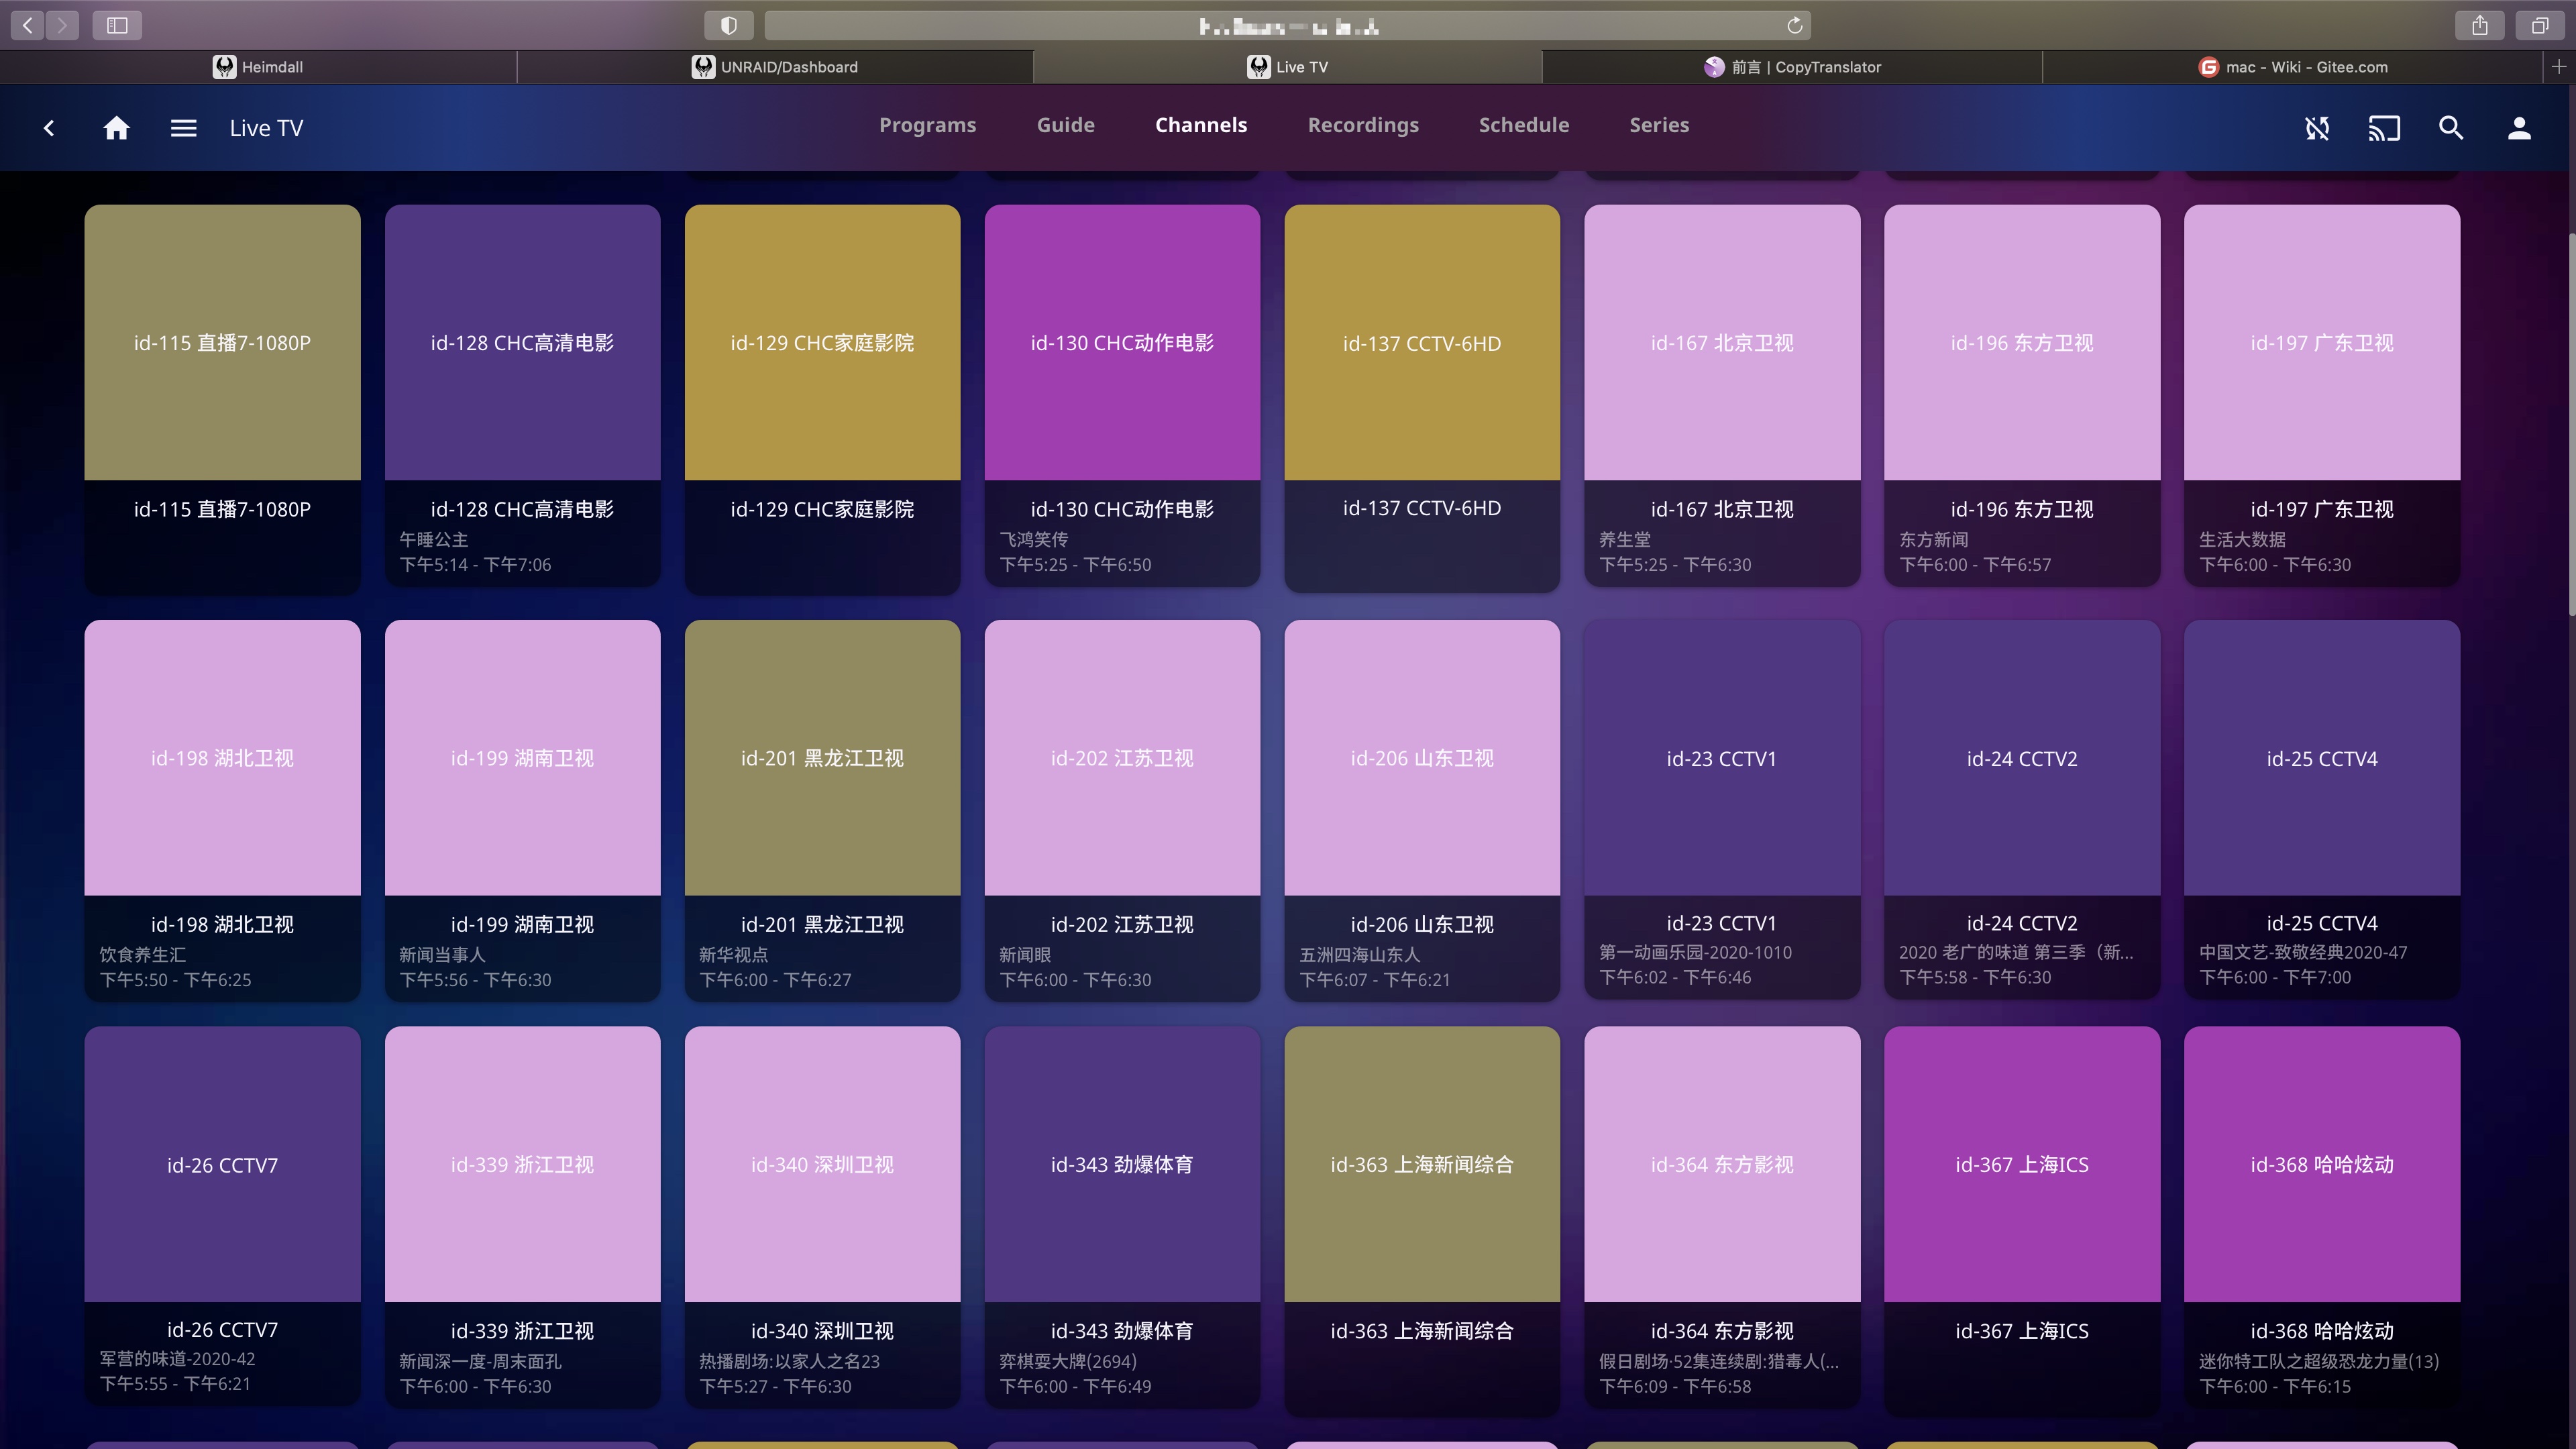 Heimdall
UNRAID/Dashboard
Live TV
前言 | CopyTranslator
mac - Wiki - Gitee.com
Live TV
Programs
Guide
Channels
Recordings
Schedule
Series
id-115 直播7-1080P
id-115 直播7-1080P
id-128 CHC高清电影
id-128 CHC高清电影
午睡公主
下午5:14 - 下午7:06
id-129 CHC家庭影院
id-129 CHC家庭影院
id-130 CHC动作电影
id-130 CHC动作电影
飞鸿笑传
下午5:25 - 下午6:50
id-137 CCTV-6HD
id-137 CCTV-6HD
id-167 北京卫视
id-167 北京卫视
养生堂
下午5:25 - 下午6:30
id-196 东方卫视
id-196 东方卫视
东方新闻
下午6:00 - 下午6:57
id-197 广东卫视
id-197 广东卫视
生活大数据
下午6:00 - 下午6:30
id-198 湖北卫视
id-198 湖北卫视
饮食养生汇
下午5:50 - 下午6:25
id-199 湖南卫视
id-199 湖南卫视
新闻当事人
下午5:56 - 下午6:30
id-201 黑龙江卫视
id-201 黑龙江卫视
新华视点
下午6:00 - 下午6:27
id-202 江苏卫视
id-202 江苏卫视
新闻眼
下午6:00 - 下午6:30
id-206 山东卫视
id-206 山东卫视
五洲四海山东人
下午6:07 - 下午6:21
id-23 CCTV1
id-23 CCTV1
第一动画乐园-2020-1010
下午6:02 - 下午6:46
id-24 CCTV2
id-24 CCTV2
2020 老广的味道 第三季（新...
下午5:58 - 下午6:30
id-25 CCTV4
id-25 CCTV4
中国文艺-致敬经典2020-47
下午6:00 - 下午7:00
id-26 CCTV7
id-26 CCTV7
军营的味道-2020-42
下午5:55 - 下午6:21
id-339 浙江卫视
id-339 浙江卫视
新闻深一度-周末面孔
下午6:00 - 下午6:30
id-340 深圳卫视
id-340 深圳卫视
热播剧场:以家人之名23
下午5:27 - 下午6:30
id-343 劲爆体育
id-343 劲爆体育
弈棋耍大牌(2694)
下午6:00 - 下午6:49
id-363 上海新闻综合
id-363 上海新闻综合
id-364 东方影视
id-364 东方影视
假日剧场·52集连续剧:猎毒人(...
下午6:09 - 下午6:58
id-367 上海ICS
id-367 上海ICS
id-368 哈哈炫动
id-368 哈哈炫动
迷你特工队之超级恐龙力量(13)
下午6:00 - 下午6:15